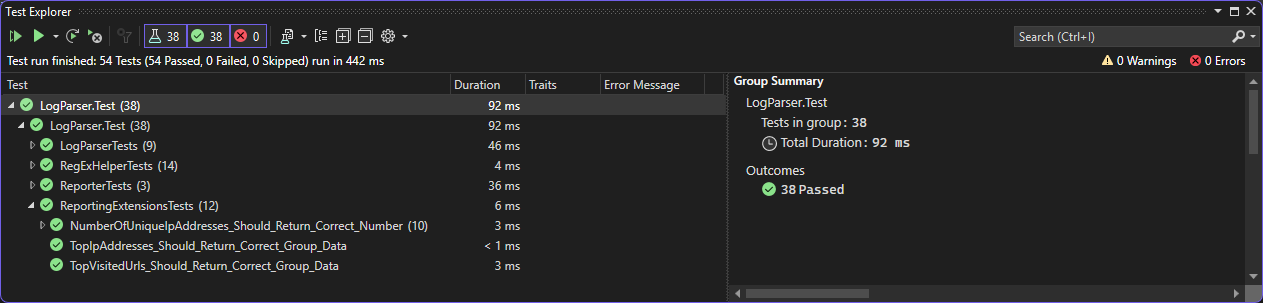 Test Explorer
38 38 0 Search (Ctrl+I)
Test run finished: 54 Tests (54 Passed, 0 Failed, 0 Skipped) run in 442 ms 0 Warnings 0 Errors
Test Duration Traits Error Message
LogParser.Test (38) 92 ms
LogParser.Test (38) 92 ms
LogParserTests (9) 46 ms
RegExHelperTests (14) 4 ms
ReporterTests (3) 36 ms
ReportingExtensionsTests (12) 6 ms
NumberOfUniqueIpAddresses_Should_Return_Correct_Number (10) 3 ms
TopIpAddresses_Should_Return_Correct_Group_Data < 1 ms
TopVisitedUrls_Should_Return_Correct_Group_Data 3 ms
Group Summary
LogParser.Test
Tests in group: 38
Total Duration: 92 ms
Outcomes
38 Passed